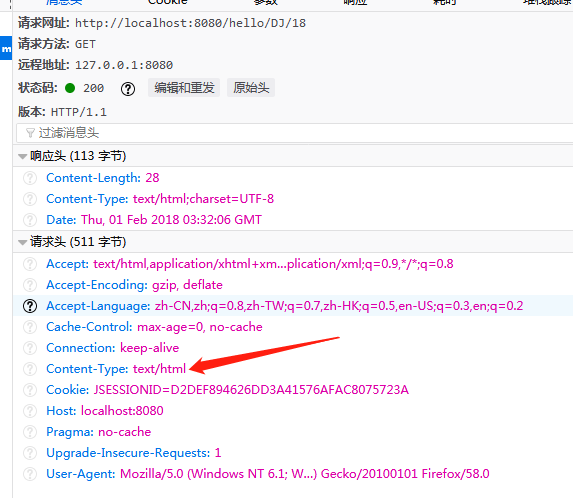 消息头 Cookie 参数 响应 耗时 堆栈跟踪
请求网址: http://localhost:8080/hello/DJ/18
请求方法: GET
m
远程地址: 127.0.0.1:8080
状态码: 200 ? 编辑和重发 原始头
版本: HTTP/1.1
过滤消息头
响应头 (113 字节)
? Content-Length: 28
? Content-Type: text/html;charset=UTF-8
? Date: Thu, 01 Feb 2018 03:32:06 GMT
请求头 (511 字节)
? Accept: text/html,application/xhtml+xm...plication/xml;q=0.9,*/*;q=0.8
? Accept-Encoding: gzip, deflate
? Accept-Language: zh-CN,zh;q=0.8,zh-TW;q=0.7,zh-HK;q=0.5,en-US;q=0.3,en;q=0.2
? Cache-Control: max-age=0, no-cache
? Connection: keep-alive
? Content-Type: text/html
? Cookie: JSESSIONID=D2DEF894626DD3A41576AFAC8075723A
? Host: localhost:8080
? Pragma: no-cache
? Upgrade-Insecure-Requests: 1
? User-Agent: Mozilla/5.0 (Windows NT 6.1; W...) Gecko/20100101 Firefox/58.0